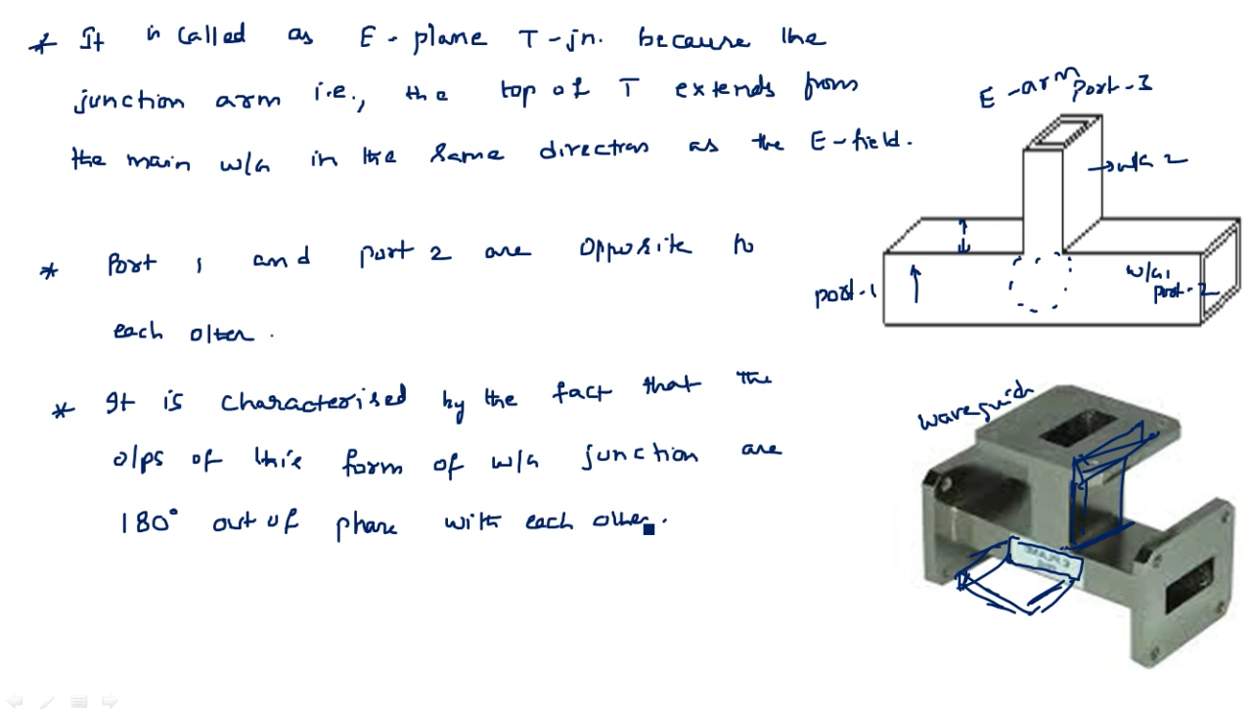 * It is called as E-plane T-jn. because the
junction arm i.e., the top of T extends from
the main w/g in the same direction as the E-field.
* Port 1 and port 2 are opposite to
each other.
* It is characterised by the fact that the
o/ps of this form of w/g junction are
180° out of phase with each other.
E-arm port-3
w/g 2
port-1
w/g 1
port-2
waveguide
E PLANE